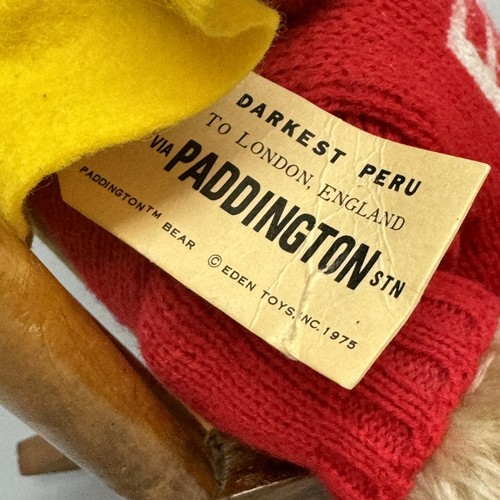 DARKEST PERU
TO LONDON, ENGLAND
VIA PADDINGTON STN
PADDINGTON™ BEAR © EDEN TOYS, INC. 1975